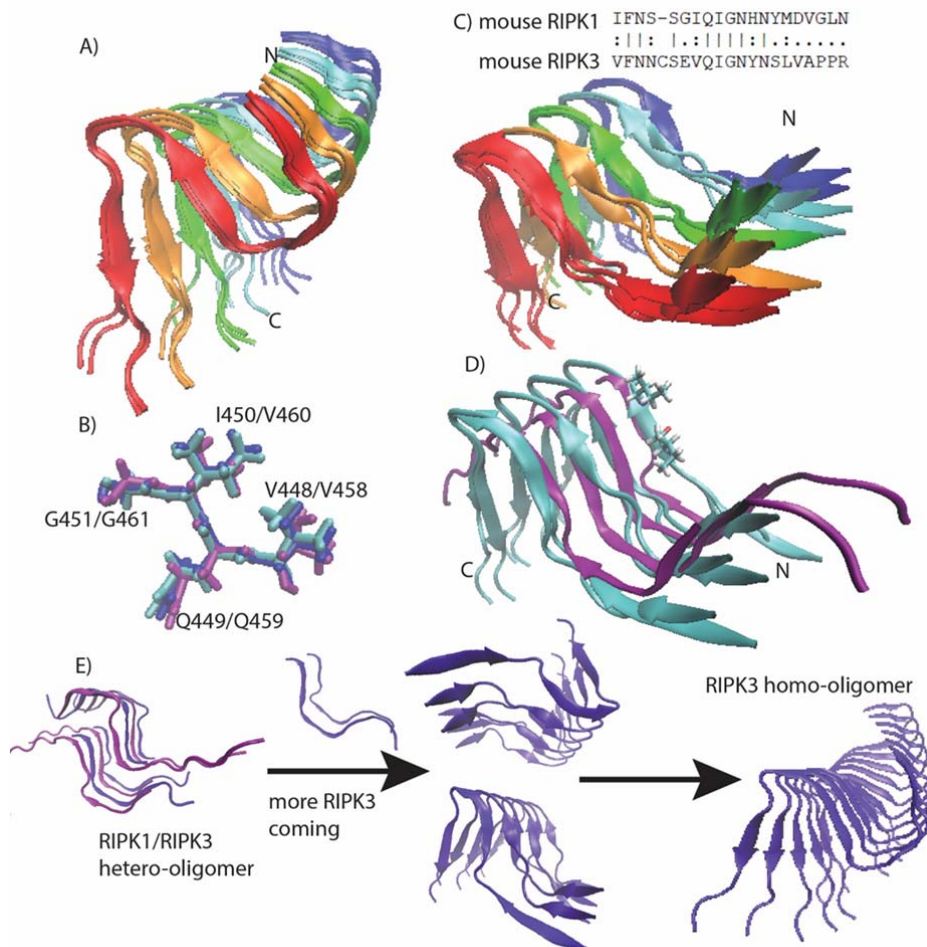 A)
N
C
B)
I450/V460
V448/V458
G451/G461
Q449/Q459
C) mouse RIPK1 IFNS-SGIQIGNHNYMDVGLN
:||: |.:||||:|.:.....
mouse RIPK3 VFNNCSEVQIGNYNSLVAPPR
N
C
D)
C
N
E)
RIPK1/RIPK3
hetero-oligomer
more RIPK3
coming
RIPK3 homo-oligomer